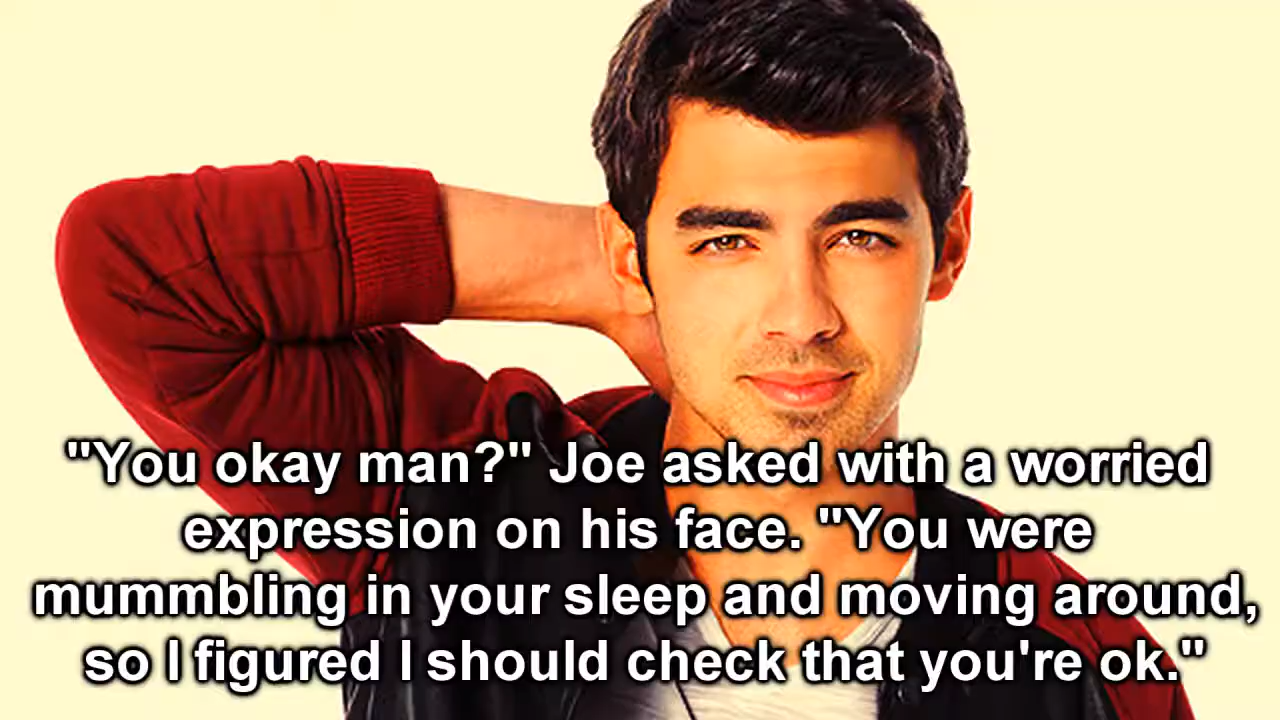 "You okay man?" Joe asked with a worried
expression on his face. "You were
mummbling in your sleep and moving around,
so I figured I should check that you're ok."